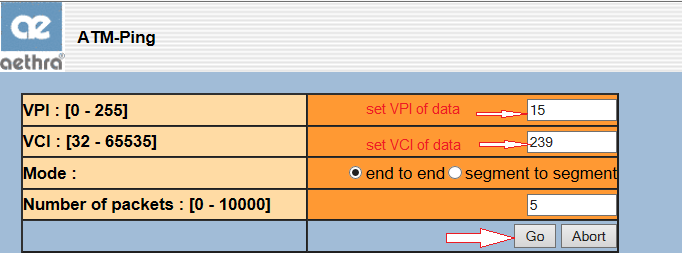 ae
aethra®
ATM-Ping
VPI : [0 - 255] set VPI of data 15
VCI : [32 - 65535] set VCI of data 239
Mode : end to end segment to segment
Number of packets : [0 - 10000] 5
Go Abort